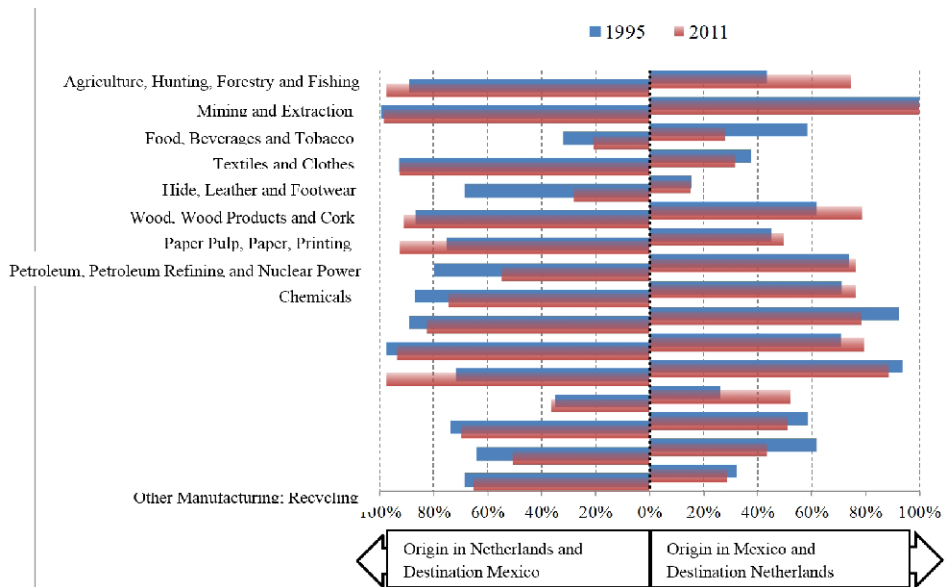 1995 2011
Agriculture, Hunting, Forestry and Fishing
Mining and Extraction
Food, Beverages and Tobacco
Textiles and Clothes
Hide, Leather and Footwear
Wood, Wood Products and Cork
Paper Pulp, Paper, Printing
Petroleum, Petroleum Refining and Nuclear Power
Chemicals
Other Manufacturing; Recycling
100% 80% 60% 40% 20% 0% 20% 40% 60% 80% 100%
Origin in Netherlands and
Destination Mexico
Origin in Mexico and
Destination Netherlands